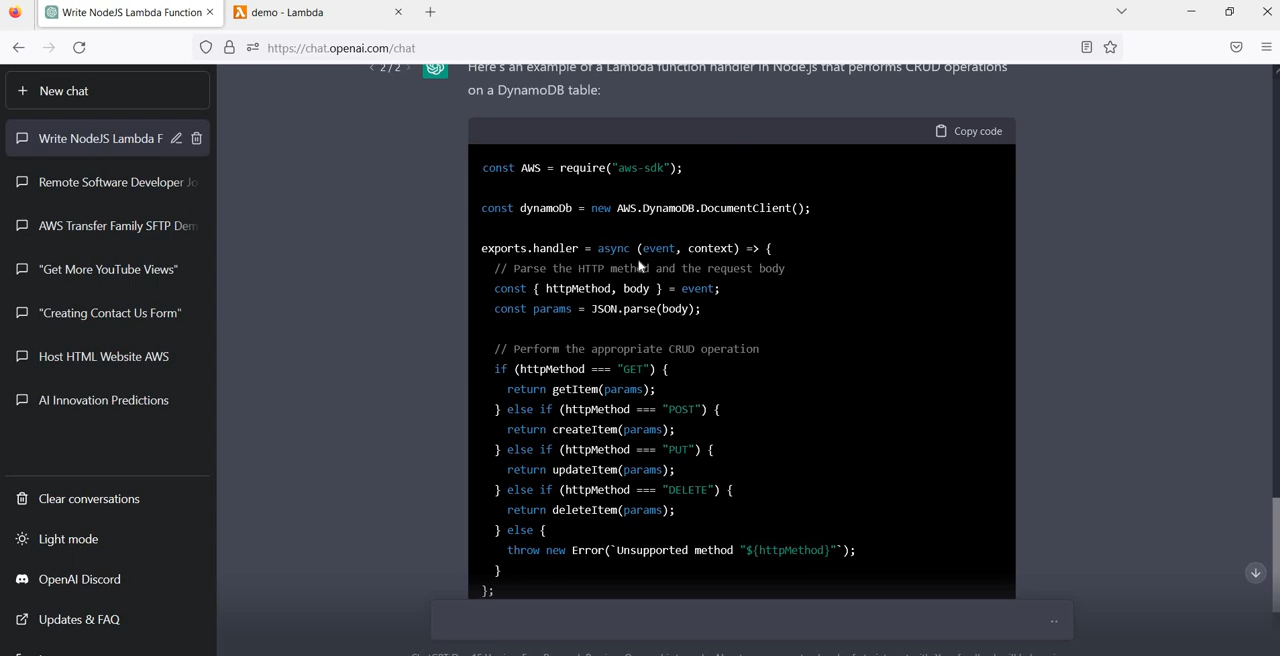 Write NodeJS Lambda Function
demo - Lambda
https://chat.openai.com/chat
New chat
Write NodeJS Lambda F
Remote Software Developer Jo
AWS Transfer Family SFTP Dem
"Get More YouTube Views"
"Creating Contact Us Form"
Host HTML Website AWS
AI Innovation Predictions
Clear conversations
Light mode
OpenAI Discord
Updates & FAQ
< 2/2 >
Here's an example of a Lambda function handler in Node.js that performs CRUD operations
on a DynamoDB table:
Copy code
const AWS = require("aws-sdk");
const dynamoDb = new AWS.DynamoDB.DocumentClient();
exports.handler = async (event, context) => {
// Parse the HTTP method and the request body
const { httpMethod, body } = event;
const params = JSON.parse(body);
// Perform the appropriate CRUD operation
if (httpMethod === "GET") {
return getItem(params);
} else if (httpMethod === "POST") {
return createItem(params);
} else if (httpMethod === "PUT") {
return updateItem(params);
} else if (httpMethod === "DELETE") {
return deleteItem(params);
} else {
throw new Error(`Unsupported method "${httpMethod}"`);
}
};